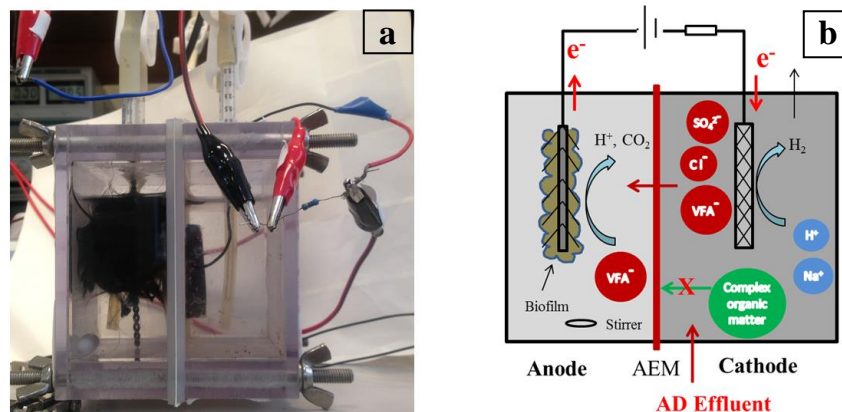 a
b
e-
e-
SO₄²⁻
H⁺, CO₂
Cl⁻
H₂
VFA⁻
H⁺
VFA⁻
Na⁺
X
Complex
organic
matter
Biofilm
Stirrer
Anode
AEM
Cathode
AD Effluent